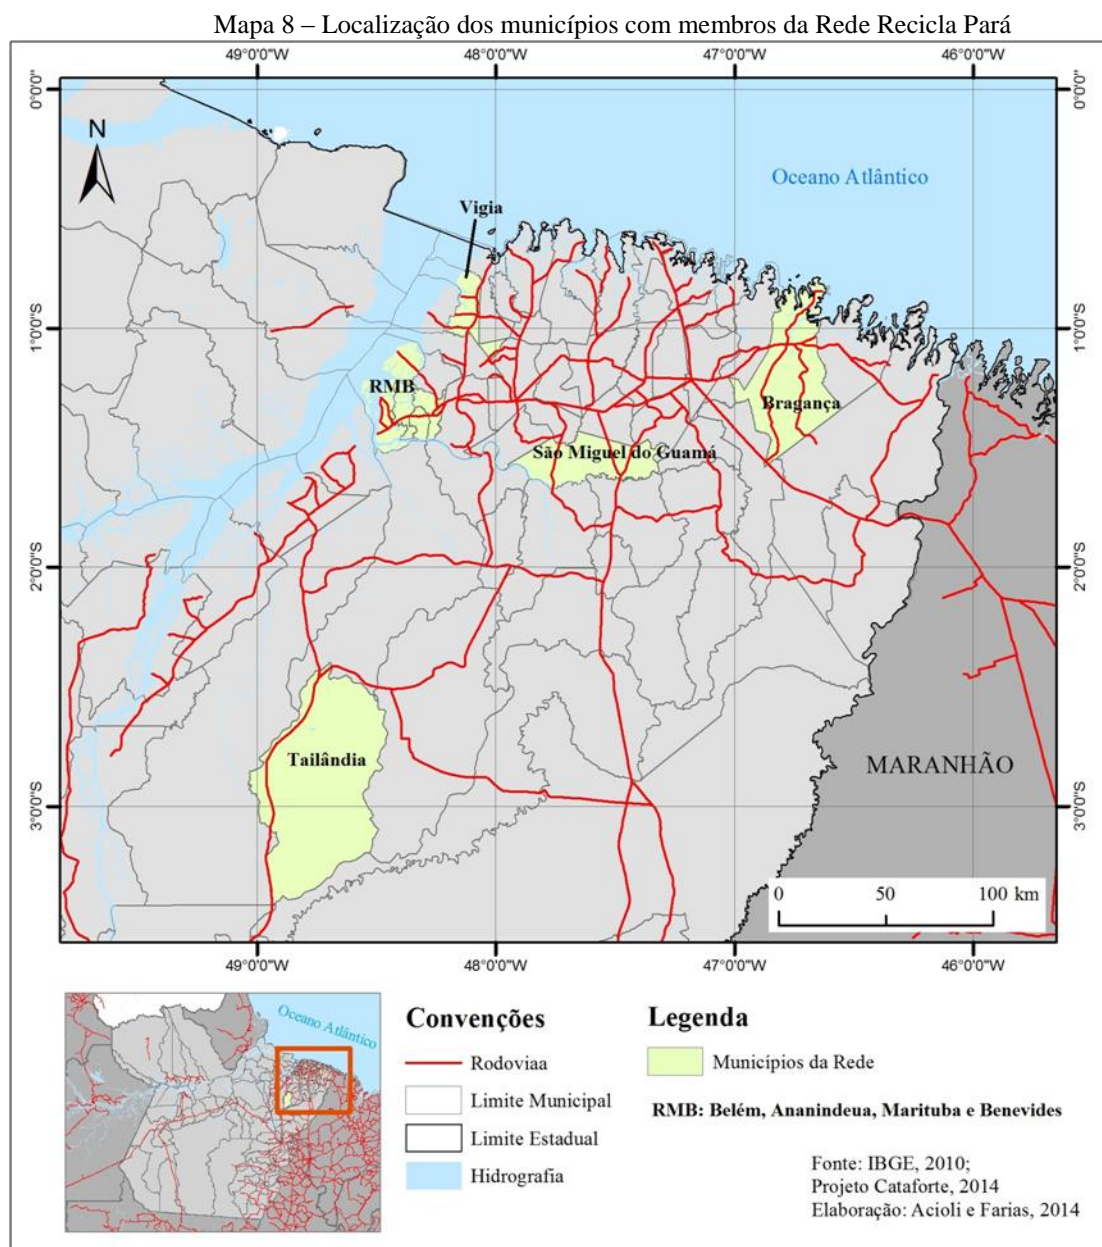 Mapa 8 – Localização dos municípios com membros da Rede Recicla Pará
49°0'0"W 48°0'0"W 47°0'0"W 46°0'0"W
0°0'0" 0°0'0"
N
Oceano Atlântico
Vigia
1°0'0"S 1°0'0"S
RMB
Bragança
São Miguel do Guamá
2°0'0"S 2°0'0"S
Tailândia
MARANHÃO
3°0'0"S 3°0'0"S
0 50 100 km
49°0'0"W 48°0'0"W 47°0'0"W 46°0'0"W
Oceano Atlântico
Convenções
Rodoviaa
Limite Municipal
Limite Estadual
Hidrografia
Legenda
Municípios da Rede
RMB: Belém, Ananindeua, Marituba e Benevides
Fonte: IBGE, 2010;
Projeto Cataforte, 2014
Elaboração: Acioli e Farias, 2014